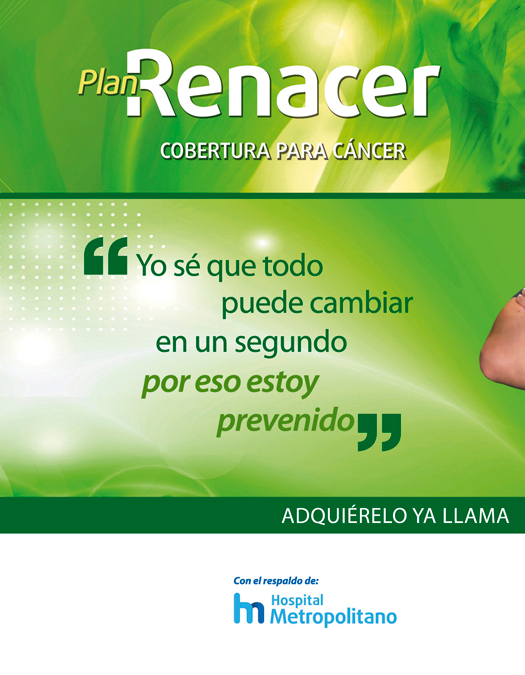 Plan Renacer
COBERTURA PARA CÁNCER
“ Yo sé que todo
puede cambiar
en un segundo
por eso estoy
prevenido ”
ADQUIÉRELO YA LLAMA
Con el respaldo de:
hm Hospital
Metropolitano